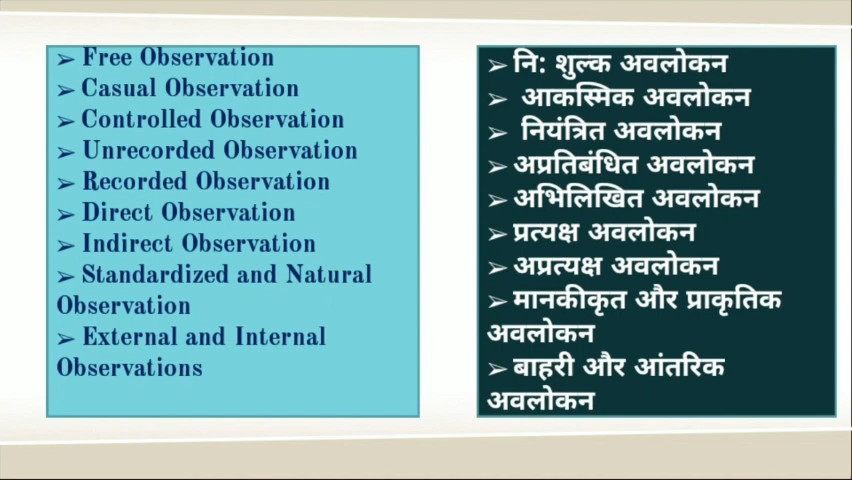 ➢ Free Observation
➢ Casual Observation
➢ Controlled Observation
➢ Unrecorded Observation
➢ Recorded Observation
➢ Direct Observation
➢ Indirect Observation
➢ Standardized and Natural
Observation
➢ External and Internal
Observations
➢ नि: शुल्क अवलोकन
➢ आकस्मिक अवलोकन
➢ नियंत्रित अवलोकन
➢ अप्रतिबंधित अवलोकन
➢ अभिलिखित अवलोकन
➢ प्रत्यक्ष अवलोकन
➢ अप्रत्यक्ष अवलोकन
➢ मानकीकृत और प्राकृतिक
अवलोकन
➢ बाहरी और आंतरिक
अवलोकन